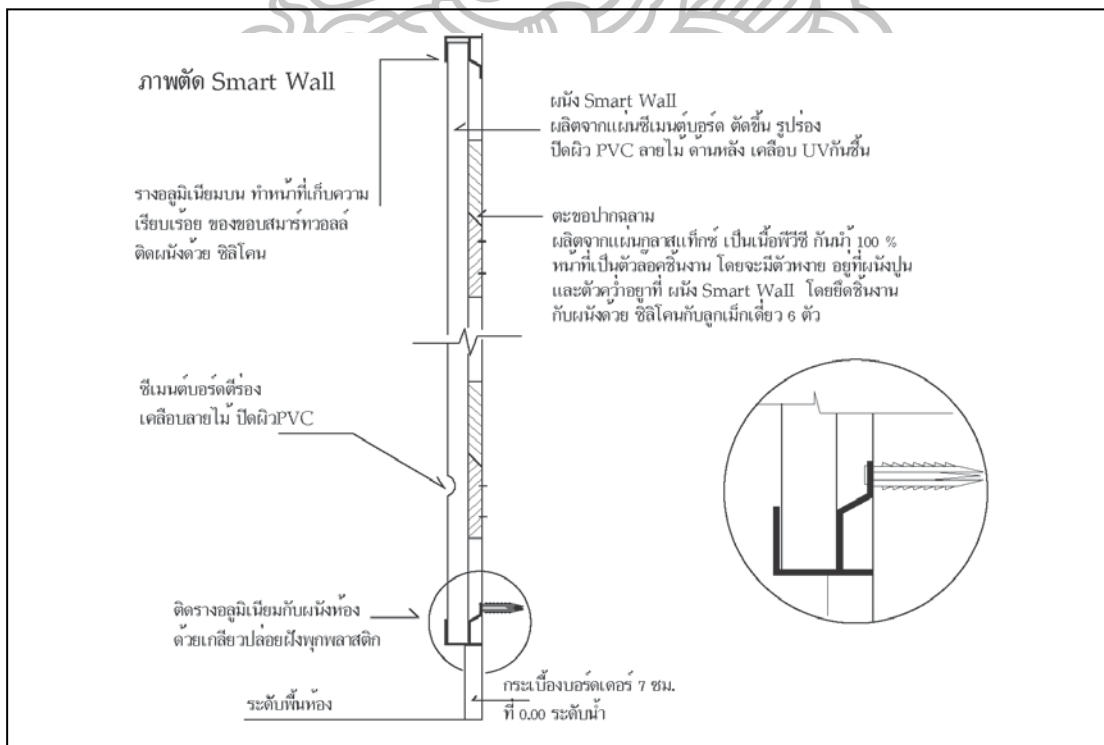 ภาพตัด Smart Wall
ผนัง Smart Wall
ผลิตจากแผ่นซีเมนต์บอร์ด ตัดขึ้น รูปร่อง
ปิดผิว PVC ลายไม้ ด้านหลัง เคลือบ UVกันชื้น
รางอลูมิเนียมบน ทำหน้าที่เก็บความ
เรียบเร้อย ของขอบสมาร์ทวอลล์
ติดผนังด้วย ซิลิโคน
ตะขอปากฉลาม
ผลิตจากแผ่นกลาสแท็กซ์ เป็นเนื้อพีวีซี กันน้ำ 100 %
หน้าที่เป็นตัวล๊อคชิ้นงาน โดยจะมีตัวหงาย อยู่ที่ผนังปูน
และตัวคว่ำอยูาที่ ผนัง Smart Wall โดยยึดชิ้นงาน
กับผนังด้วย ซิลิโคนกับลูกเม็กเดี่ยว 6 ตัว
ซีเมนต์บอร์ดตีร่อง
เคลือบลายไม้ ปิดผิวPVC
ติดรางอลูมิเนียมกับผนังห้อง
ด้วยเกลียวปล่อยฝังพุกพลาสติก
กระเบื้องบอร์ดเดอร์ 7 ซม.
ที่ 0.00 ระดับน้ำ
ระดับพื้นห้อง